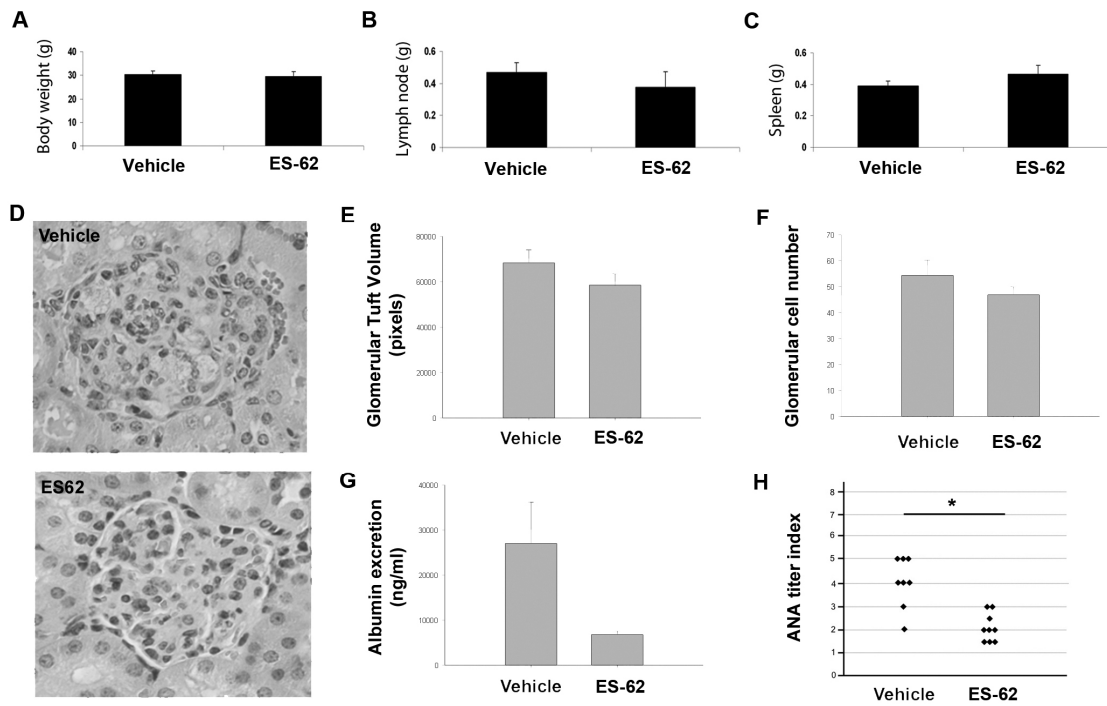 A
Body weight (g)
40
30
20
10
0
Vehicle
ES-62
B
Lymph node (g)
0.6
0.4
0.2
0
Vehicle
ES-62
C
Spleen (g)
0.6
0.4
0.2
0
Vehicle
ES-62
D
Vehicle
ES62
E
Glomerular Tuft Volume
(pixels)
80000
60000
40000
20000
0
Vehicle
ES-62
F
Glomerular cell number
70
60
50
40
30
20
10
0
Vehicle
ES-62
G
Albumin excretion
(ng/ml)
40000
30000
20000
10000
0
Vehicle
ES-62
H
ANA titer index
8
7
6
5
4
3
2
1
0
*
Vehicle
ES-62